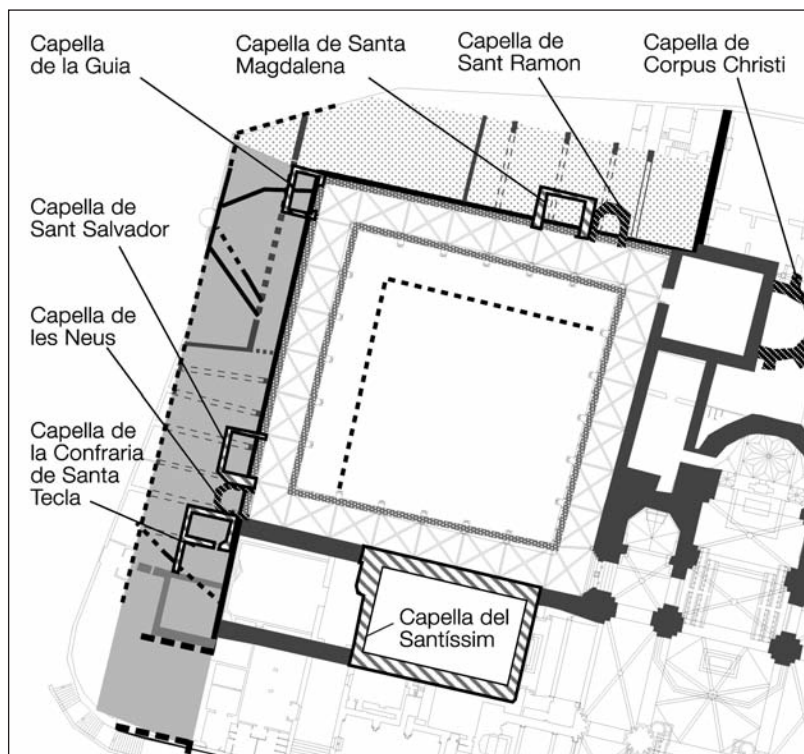 Capella
de la Guia
Capella de Santa
Magdalena
Capella de
Sant Ramon
Capella de
Corpus Christi
Capella de
Sant Salvador
Capella de
les Neus
Capella de
la Confraria
de Santa
Tecla
Capella del
Santíssim